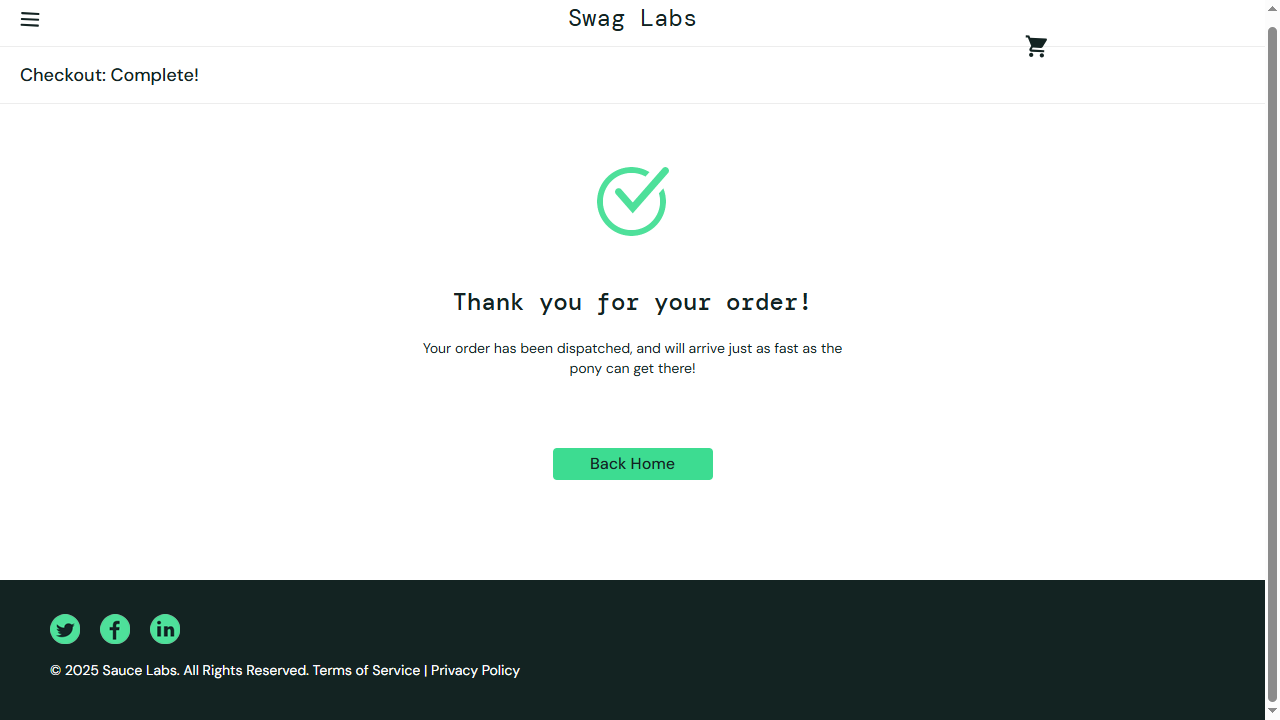 Swag Labs
Checkout: Complete!
Thank you for your order!
Your order has been dispatched, and will arrive just as fast as the
pony can get there!
Back Home
© 2025 Sauce Labs. All Rights Reserved. Terms of Service | Privacy Policy